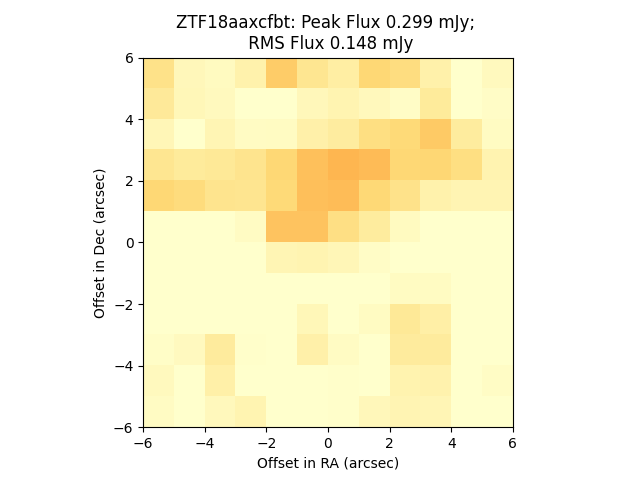 ZTF18aaxcfbt: Peak Flux 0.299 mJy;
RMS Flux 0.148 mJy
6
4
2
0
−2
−4
−6
Offset in Dec (arcsec)
−6 −4 −2 0 2 4 6
Offset in RA (arcsec)